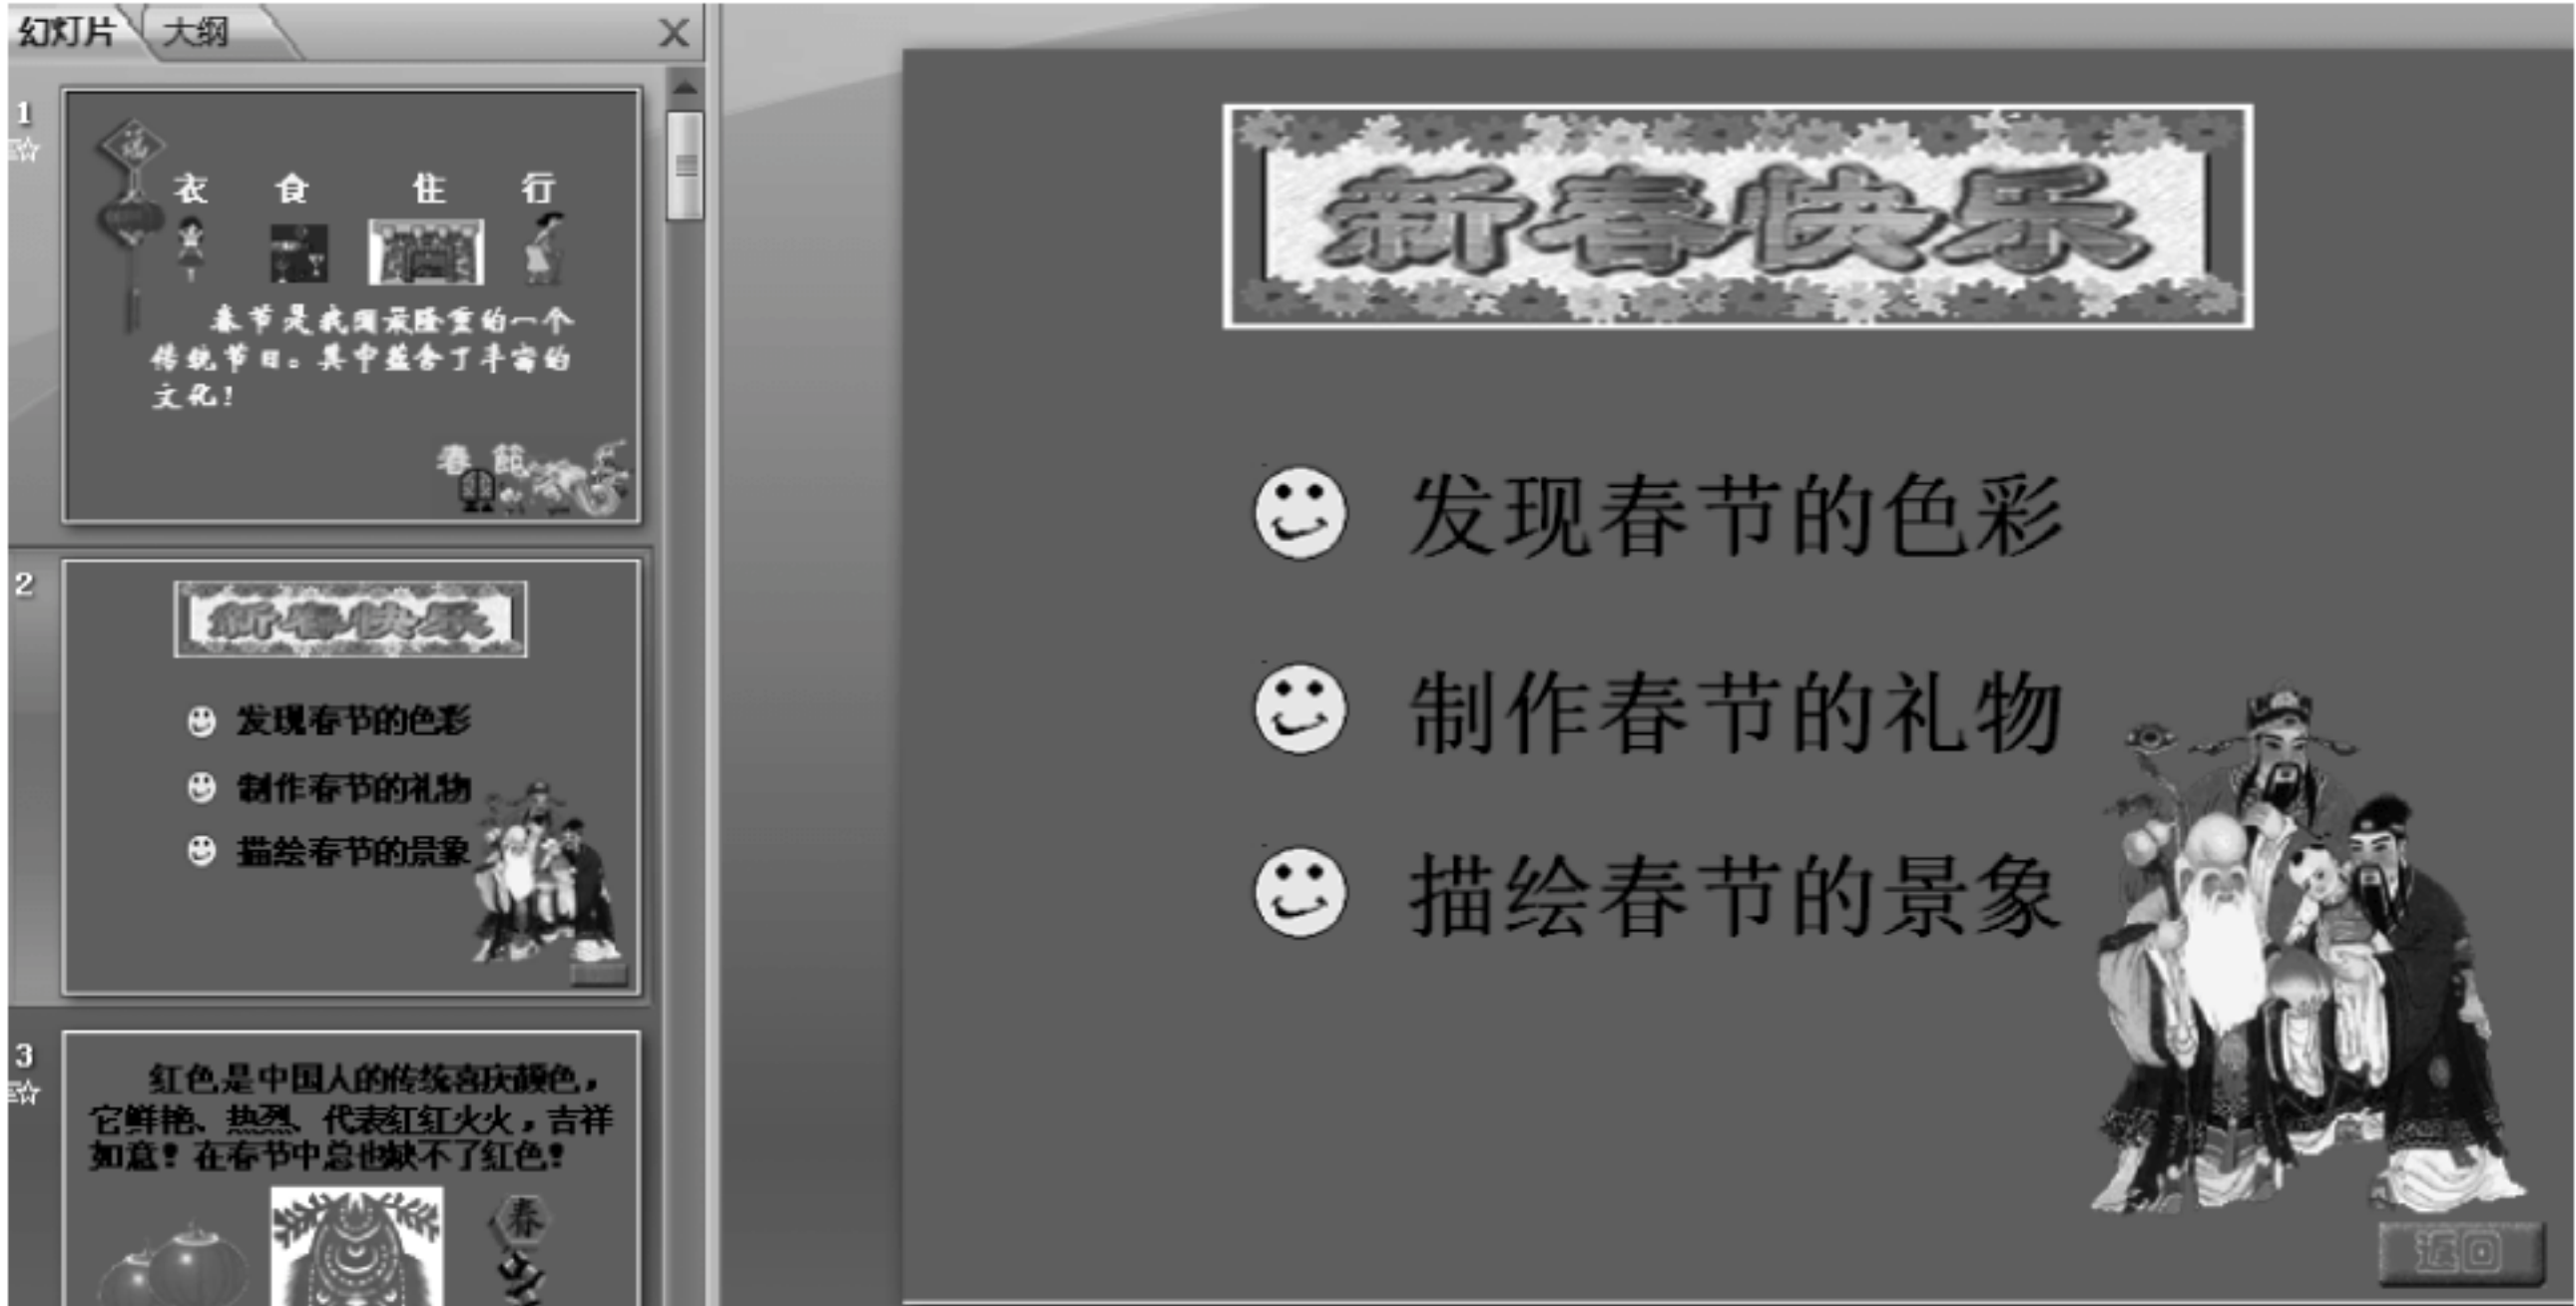 幻灯片 大纲
1
福
衣 食 住 行
春节是我国最隆重的一个
传统节日。其中蕴含了丰富的
文化!
春節
2
新春快乐
发现春节的色彩
制作春节的礼物
描绘春节的景象
3
红色是中国人的传统喜庆颜色，
它鲜艳、热烈、代表红红火火，吉祥
如意！在春节中总也缺不了红色！
春
新春快乐
发现春节的色彩
制作春节的礼物
描绘春节的景象
返回